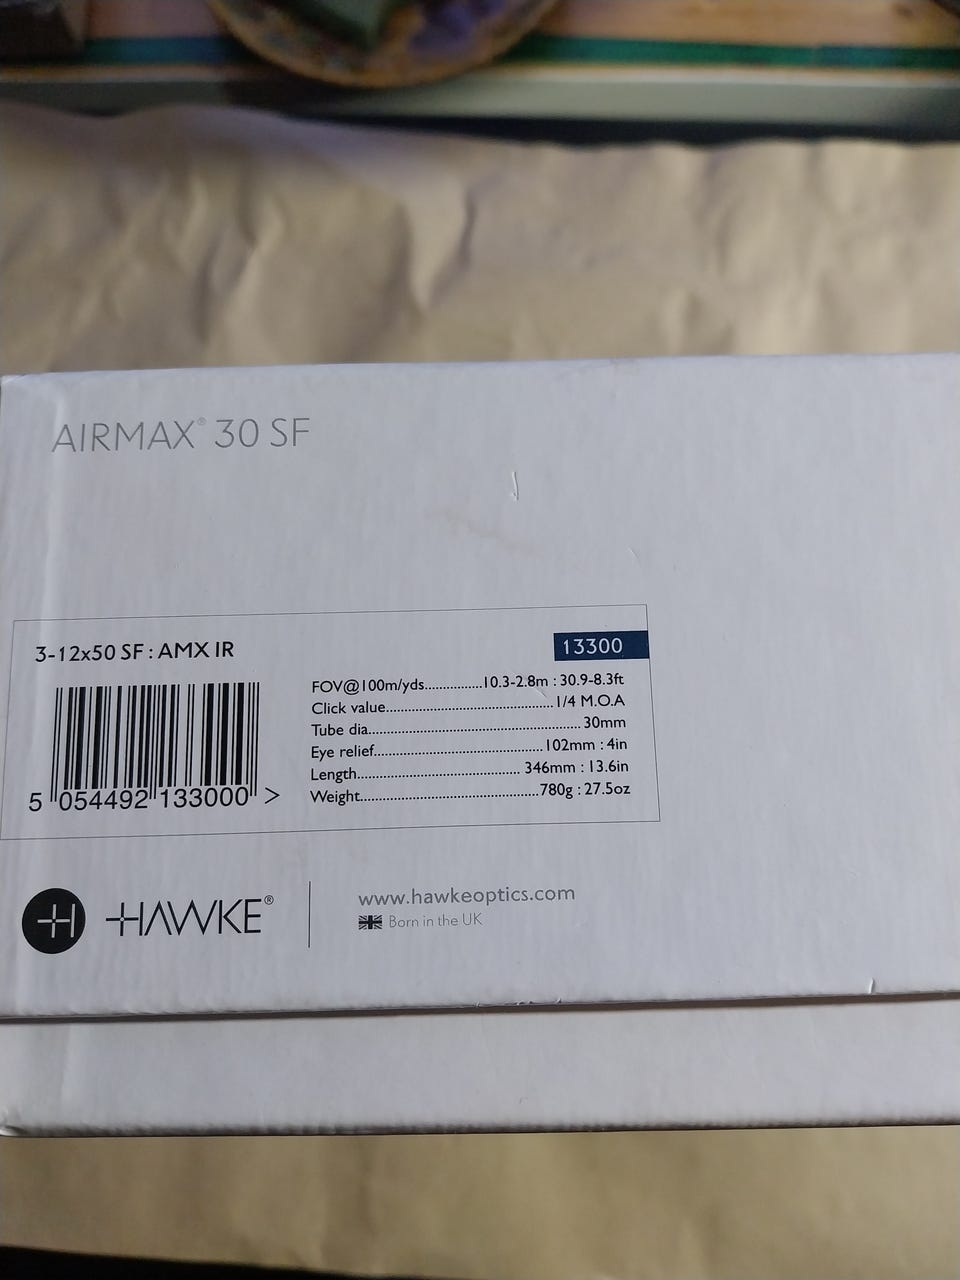 AIRMAX® 30 SF
3-12x50 SF : AMX IR
13300
FOV@100m/yds...............10.3-2.8m : 30.9-8.3ft
Click value............................................1/4 M.O.A
Tube dia........................................................30mm
Eye relief.............................................102mm : 4in
Length........................................... 346mm : 13.6in
Weight...............................................780g : 27.5oz
5 054492 133000 >
HAWKE®
www.hawkeoptics.com
Born in the UK